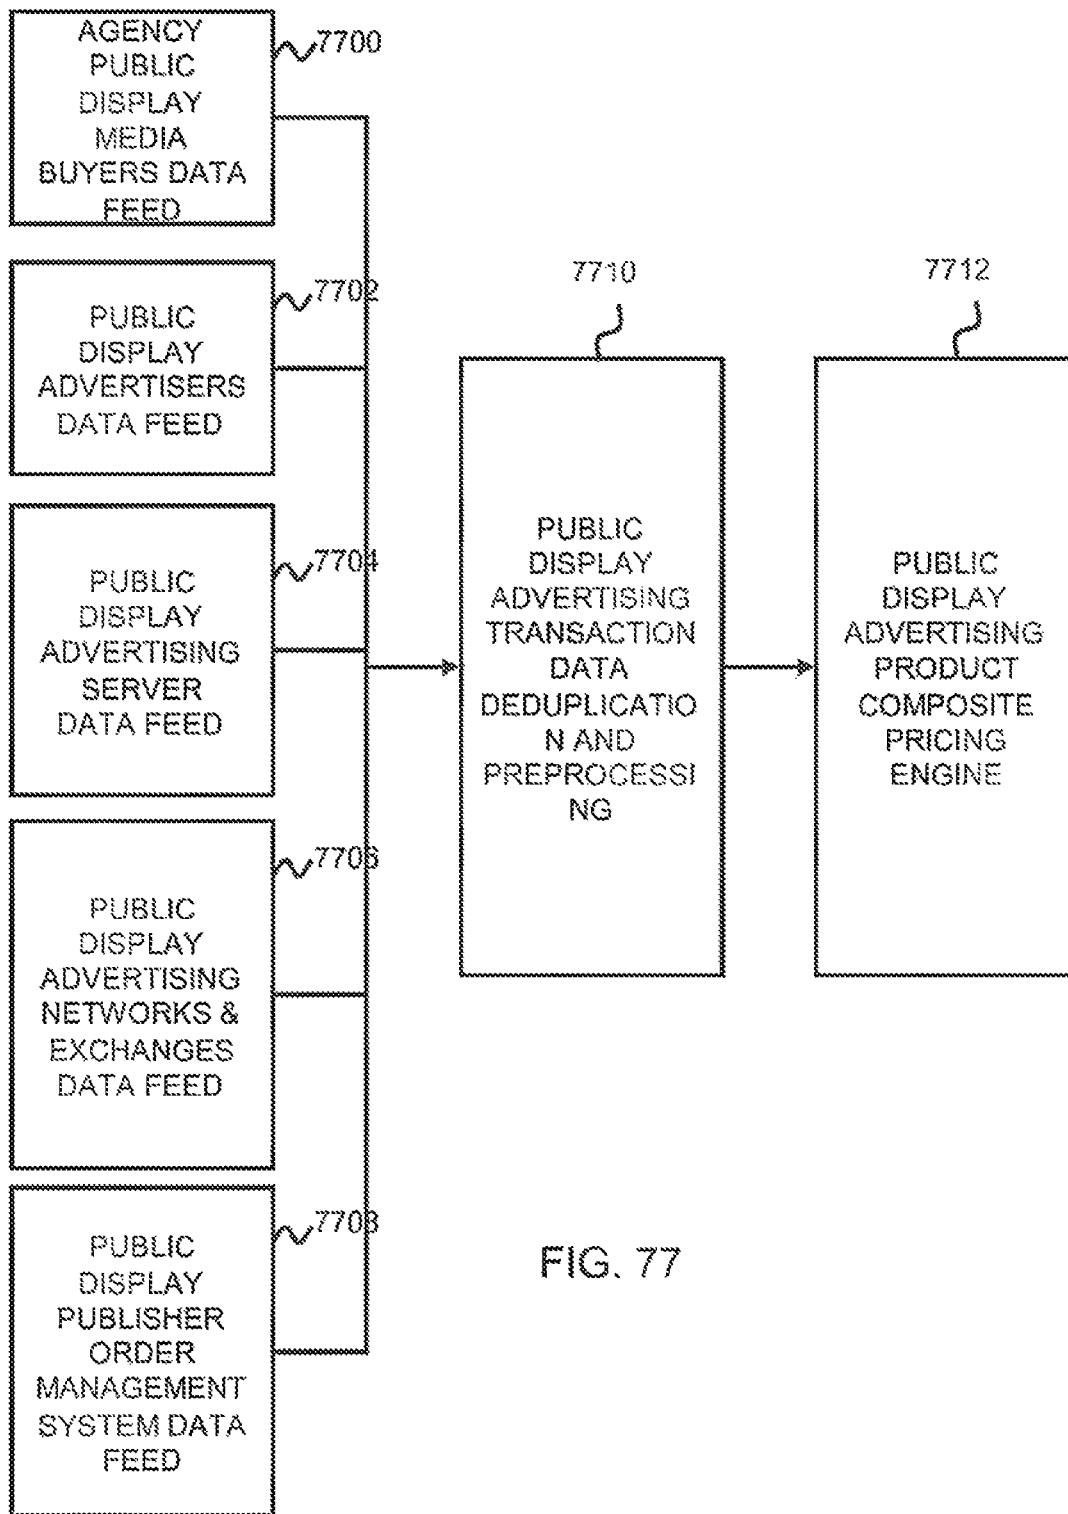 AGENCY
PUBLIC
DISPLAY
MEDIA
BUYERS DATA
FEED
7700
PUBLIC
DISPLAY
ADVERTISERS
DATA FEED
7702
PUBLIC
DISPLAY
ADVERTISING
SERVER
DATA FEED
7704
PUBLIC
DISPLAY
ADVERTISING
NETWORKS &
EXCHANGES
DATA FEED
7706
PUBLIC
DISPLAY
PUBLISHER
ORDER
MANAGEMENT
SYSTEM DATA
FEED
7708
7710
PUBLIC
DISPLAY
ADVERTISING
TRANSACTION
DATA
DEDUPLICATIO
N AND
PREPROCESSI
NG
7712
PUBLIC
DISPLAY
ADVERTISING
PRODUCT
COMPOSITE
PRICING
ENGINE
FIG. 77